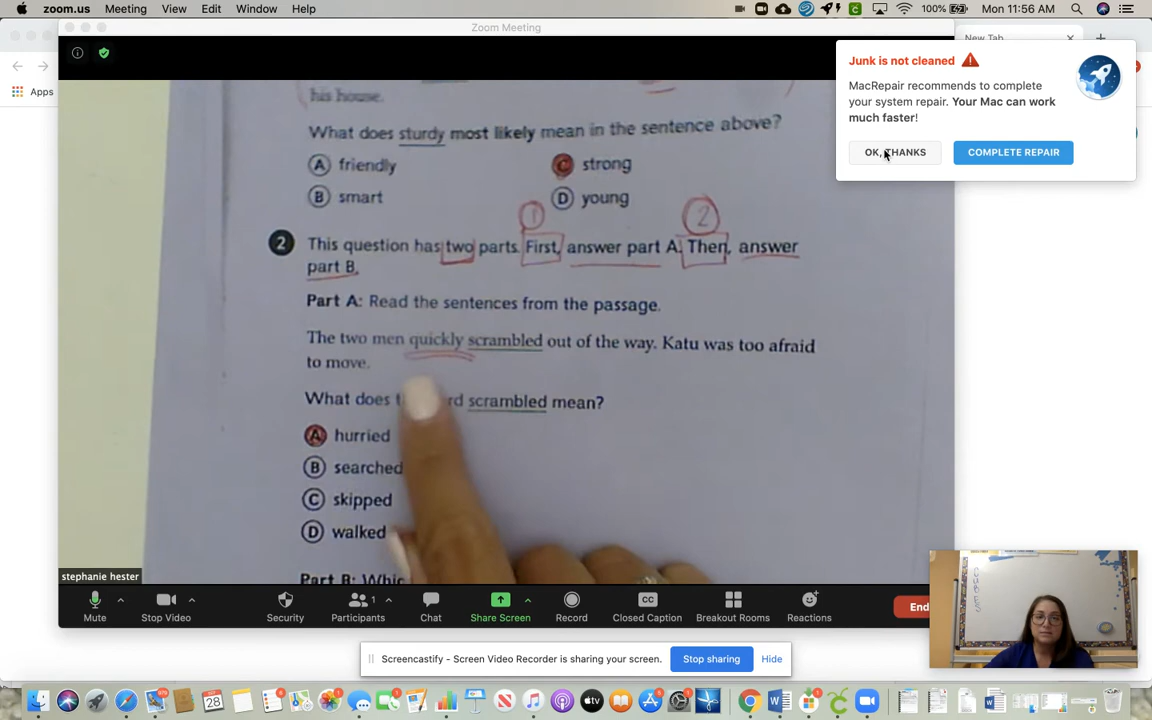 zoom.us Meeting View Edit Window Help 100% Mon 11:56 AM
Zoom Meeting
New Tab
Apps
Junk is not cleaned
MacRepair recommends to complete
your system repair. Your Mac can work
much faster!
OK, THANKS COMPLETE REPAIR
his house.
What does sturdy most likely mean in the sentence above?
A friendly C strong
B smart D young
1 2
2 This question has two parts. First, answer part A. Then, answer
part B.
Part A: Read the sentences from the passage.
The two men quickly scrambled out of the way. Katu was too afraid
to move.
What does scrambled mean?
A hurried
B searched
C skipped
D walked
Part B:
stephanie hester
Mute Stop Video Security Participants 1 Chat Share Screen Record Closed Captioning Breakout Rooms Reactions End
CC
Screencastify - Screen Video Recorder is sharing your screen. Stop sharing Hide
28